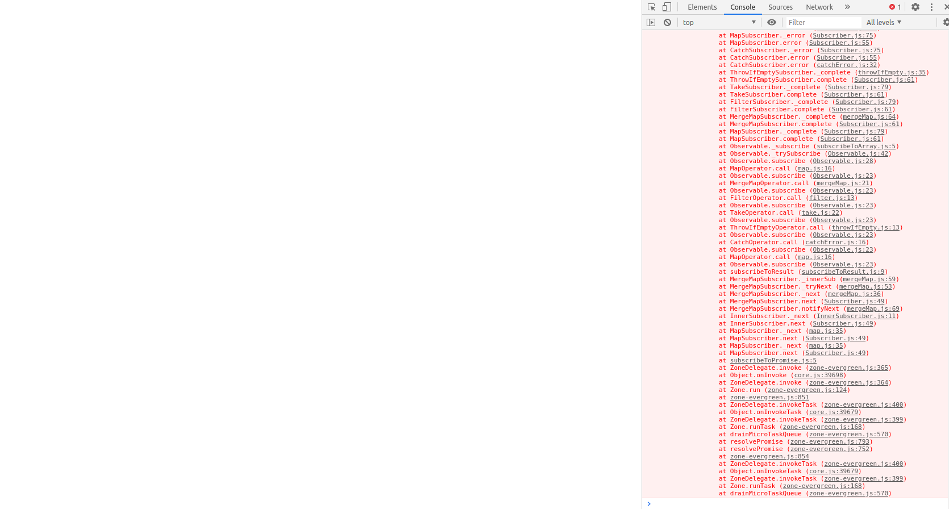 Elements Console Sources Network » 1
top Filter All levels
at MapSubscriber._error (Subscriber.js:75)
at MapSubscriber.error (Subscriber.js:55)
at CatchSubscriber._error (Subscriber.js:75)
at CatchSubscriber.error (Subscriber.js:55)
at CatchSubscriber.error (catchError.js:32)
at ThrowIfEmptySubscriber._complete (throwIfEmpty.js:35)
at ThrowIfEmptySubscriber.complete (Subscriber.js:61)
at TakeSubscriber._complete (Subscriber.js:79)
at TakeSubscriber.complete (Subscriber.js:61)
at FilterSubscriber._complete (Subscriber.js:79)
at FilterSubscriber.complete (Subscriber.js:61)
at MergeMapSubscriber._complete (mergeMap.js:64)
at MergeMapSubscriber.complete (Subscriber.js:61)
at MapSubscriber._complete (Subscriber.js:79)
at MapSubscriber.complete (Subscriber.js:61)
at Observable._subscribe (subscribeToArray.js:5)
at Observable._trySubscribe (Observable.js:42)
at Observable.subscribe (Observable.js:28)
at MapOperator.call (map.js:16)
at Observable.subscribe (Observable.js:23)
at MergeMapOperator.call (mergeMap.js:21)
at Observable.subscribe (Observable.js:23)
at FilterOperator.call (filter.js:13)
at Observable.subscribe (Observable.js:23)
at TakeOperator.call (take.js:22)
at Observable.subscribe (Observable.js:23)
at ThrowIfEmptyOperator.call (throwIfEmpty.js:13)
at Observable.subscribe (Observable.js:23)
at CatchOperator.call (catchError.js:16)
at Observable.subscribe (Observable.js:23)
at MapOperator.call (map.js:16)
at Observable.subscribe (Observable.js:23)
at subscribeToResult (subscribeToResult.js:9)
at MergeMapSubscriber._innerSub (mergeMap.js:59)
at MergeMapSubscriber._tryNext (mergeMap.js:53)
at MergeMapSubscriber._next (mergeMap.js:36)
at MergeMapSubscriber.next (Subscriber.js:49)
at MergeMapSubscriber.notifyNext (mergeMap.js:69)
at InnerSubscriber._next (InnerSubscriber.js:11)
at InnerSubscriber.next (Subscriber.js:49)
at MapSubscriber._next (map.js:35)
at MapSubscriber.next (Subscriber.js:49)
at MapSubscriber._next (map.js:35)
at MapSubscriber.next (Subscriber.js:49)
at subscribeToPromise.js:5
at ZoneDelegate.invoke (zone-evergreen.js:365)
at Object.onInvoke (core.js:39698)
at ZoneDelegate.invoke (zone-evergreen.js:364)
at Zone.run (zone-evergreen.js:124)
at zone-evergreen.js:851
at ZoneDelegate.invokeTask (zone-evergreen.js:400)
at Object.onInvokeTask (core.js:39679)
at ZoneDelegate.invokeTask (zone-evergreen.js:399)
at Zone.runTask (zone-evergreen.js:168)
at drainMicroTaskQueue (zone-evergreen.js:570)
at resolvePromise (zone-evergreen.js:793)
at resolvePromise (zone-evergreen.js:752)
at zone-evergreen.js:854
at ZoneDelegate.invokeTask (zone-evergreen.js:400)
at Object.onInvokeTask (core.js:39679)
at ZoneDelegate.invokeTask (zone-evergreen.js:399)
at Zone.runTask (zone-evergreen.js:168)
at drainMicroTaskQueue (zone-evergreen.js:570)